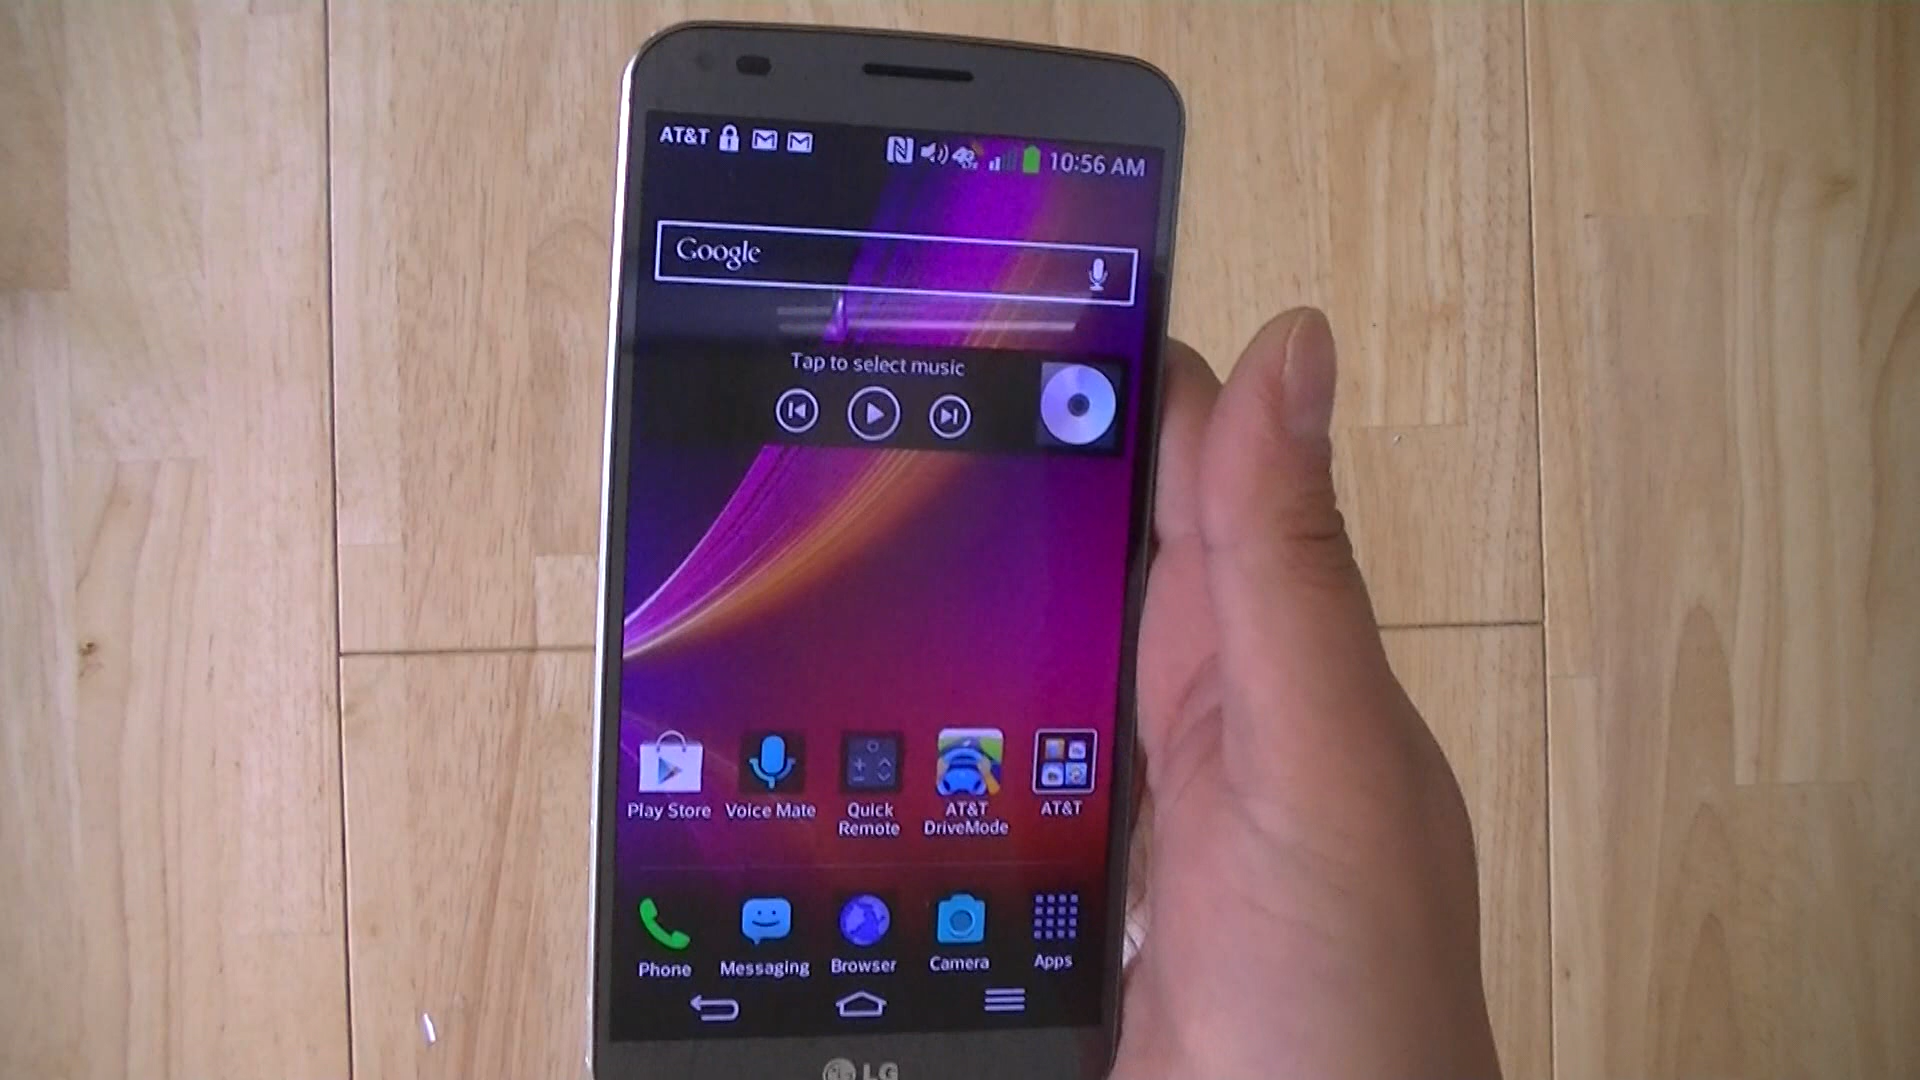 AT&T 10:56 AM
Google
Tap to select music
Play Store Voice Mate Quick Remote AT&T DriveMode AT&T
Phone Messaging Browser Camera Apps
LG